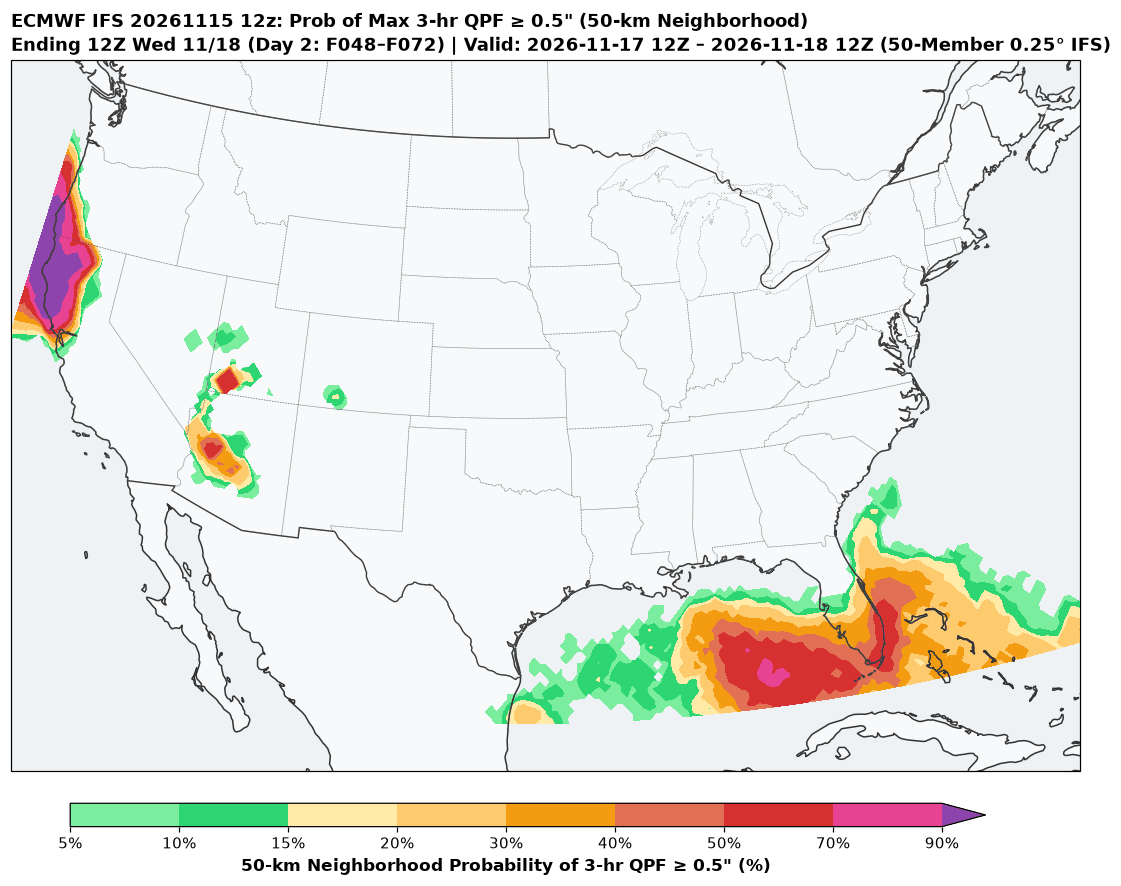 ECMWF IFS 20261115 12z: Prob of Max 3-hr QPF ≥ 0.5" (50-km Neighborhood)
Ending 12Z Wed 11/18 (Day 2: F048–F072) | Valid: 2026-11-17 12Z – 2026-11-18 12Z (50-Member 0.25° IFS)
5% 10% 15% 20% 30% 40% 50% 70% 90%
50-km Neighborhood Probability of 3-hr QPF ≥ 0.5" (%)